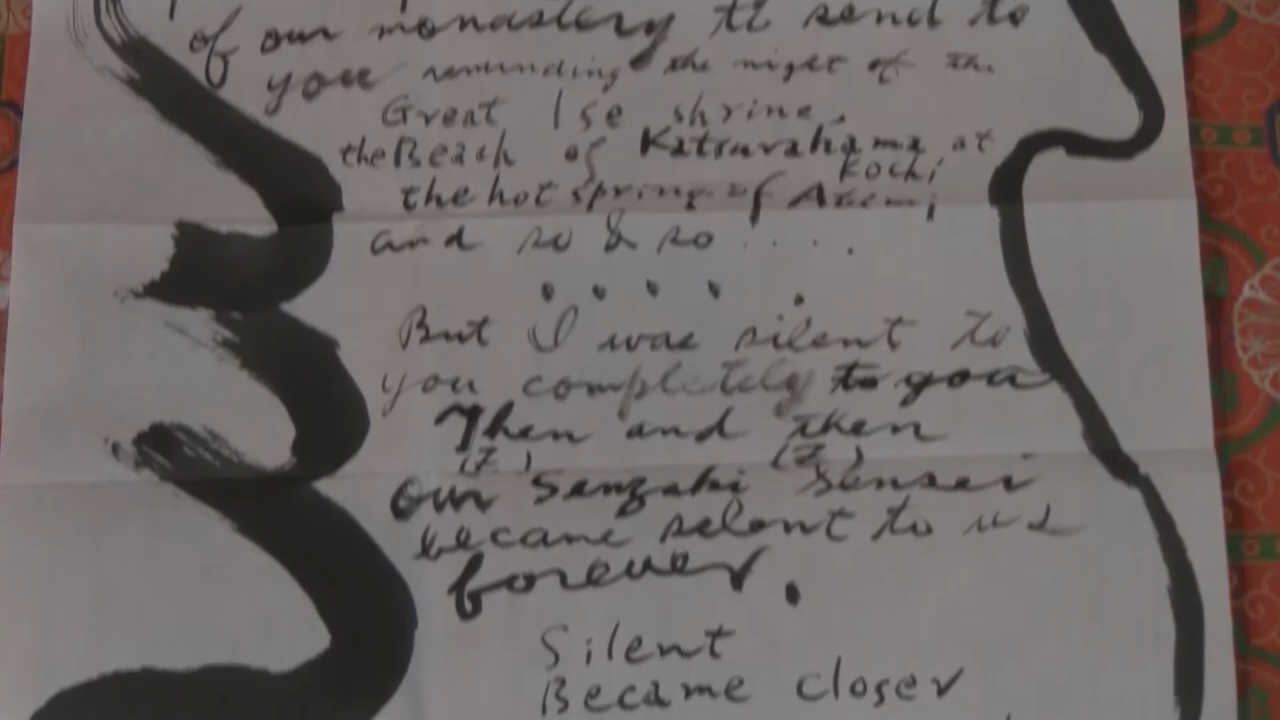 of our monastery to send to
you reminding the night of the
Great Ise shrine,
the Beach of Katsurahama at
Kochi
the hot spring of Atami
and so & so . . . .
. . . . .
But I was silent to
you completely to you
Then and then
(Z) (Z)
our Senzaki Sensei
became silent to us
forever.
Silent
Became closer